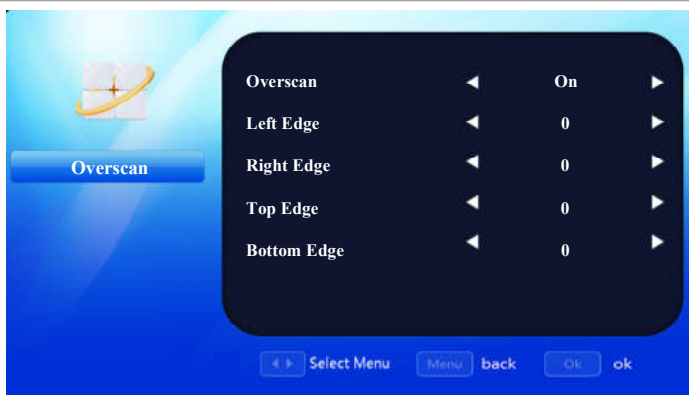 Overscan
Overscan On
Left Edge 0
Right Edge 0
Top Edge 0
Bottom Edge 0
Select Menu Menu back Ok ok